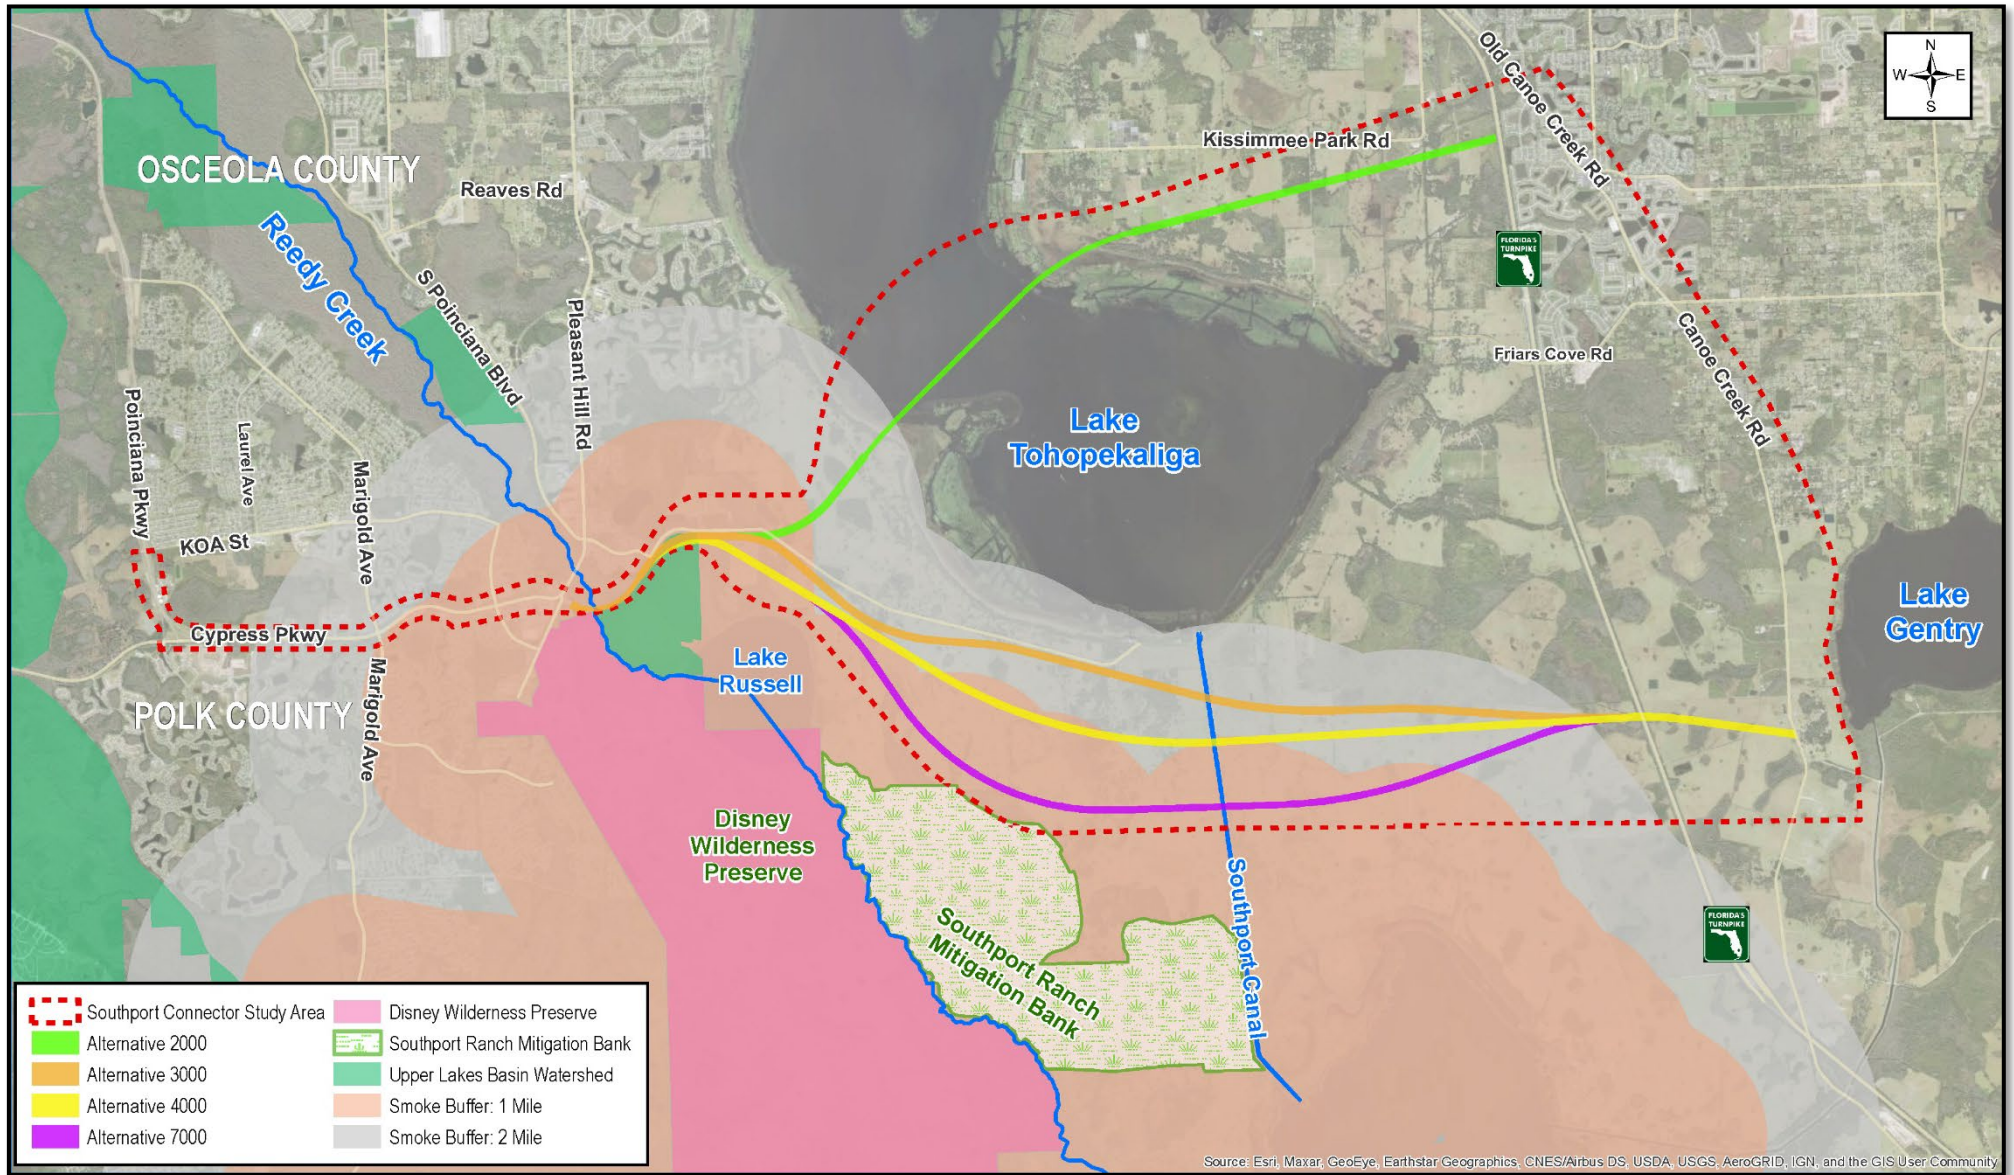 N
W E
S
Old Canoe Creek Rd
Kissimmee Park Rd
OSCEOLA COUNTY
Reaves Rd
Reedy Creek
S Poinciana Blvd
Pleasant Hill Rd
FLORIDA'S
TURNPIKE
Canoe Creek Rd
Friars Cove Rd
Poinciana Pkwy
Laurel Ave
Marigold Ave
Lake
Tohopekaliga
KOA St
Cypress Pkwy
Lake
Gentry
Lake
Russell
POLK COUNTY
Marigold Ave
Disney
Wilderness
Preserve
Southport Ranch
Mitigation Bank
Southport Canal
FLORIDA'S
TURNPIKE
Southport Connector Study Area
Alternative 2000
Alternative 3000
Alternative 4000
Alternative 7000
Disney Wilderness Preserve
Southport Ranch Mitigation Bank
Upper Lakes Basin Watershed
Smoke Buffer: 1 Mile
Smoke Buffer: 2 Mile
Source: Esri, Maxar, GeoEye, Earthstar Geographics, CNES/Airbus DS, USDA, USGS, AeroGRID, IGN, and the GIS User Community